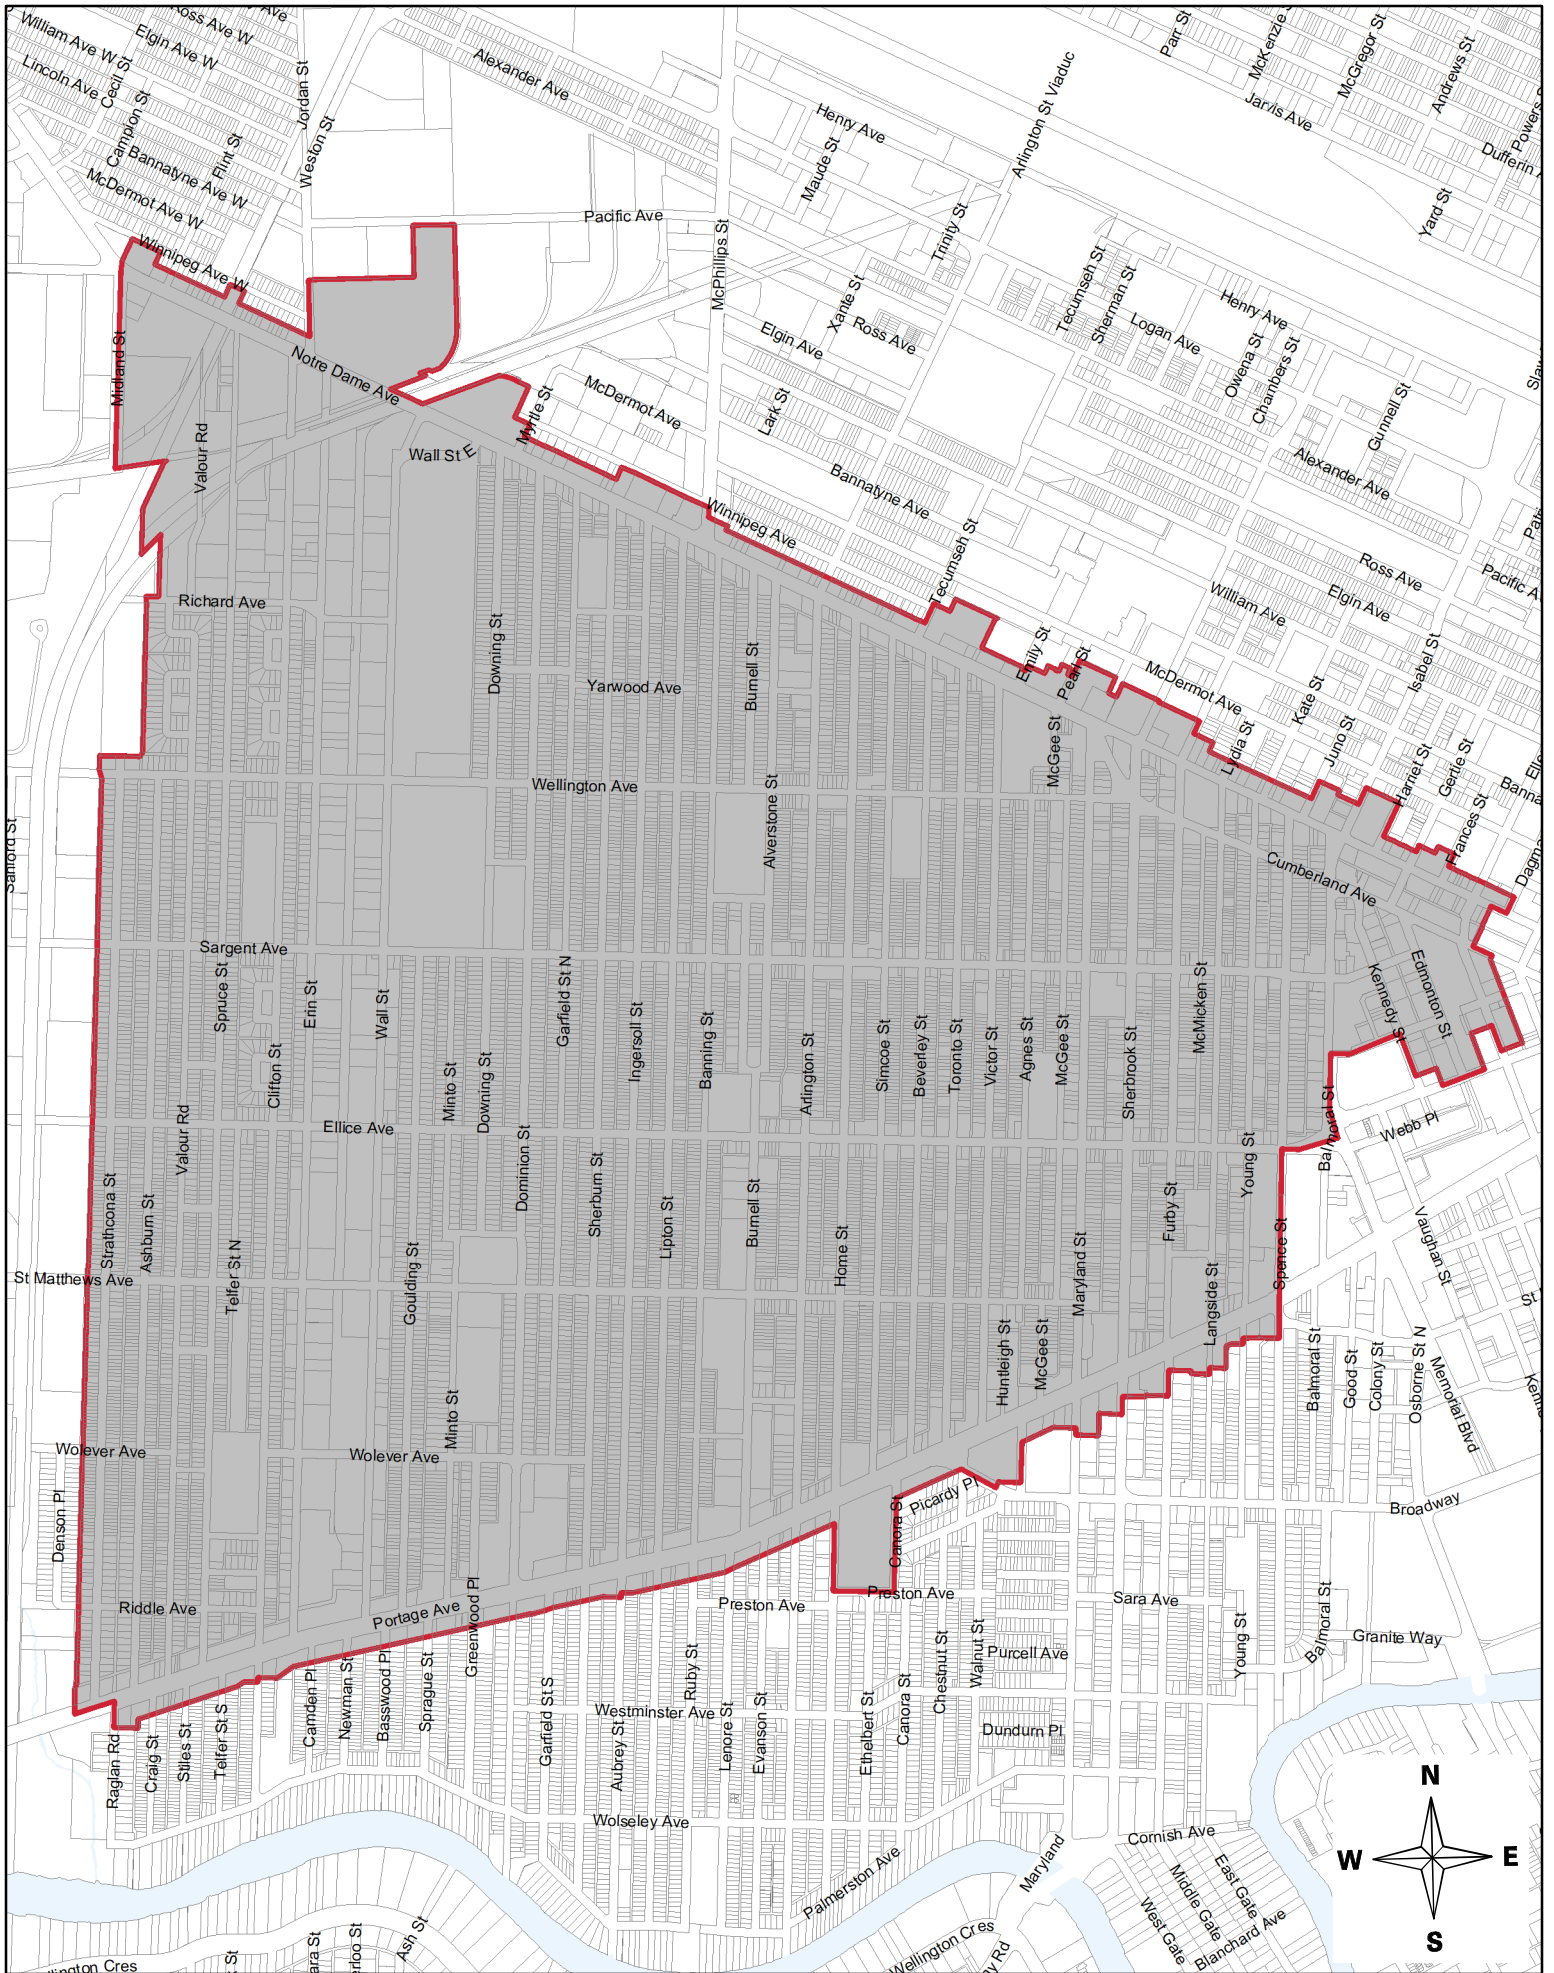 Ross Ave W
William Ave W
Elgin Ave W
Lincoln Ave
Cecil St
Campion St
Flint St
Jordan St
Weston St
Bannatyne Ave W
McDermot Ave W
Winnipeg Ave W
Alexander Ave
Pacific Ave
McPhillips St
Henry Ave
Maude St
Arlington St Viaduc
Parr St
McKenzie
McGregor St
Andrews St
Powers
Jarvis Ave
Dufferin
Yard St
Trinity St
Xante St
Ross Ave
Elgin Ave
Tecumseh St
Sherman St
Logan Ave
Henry Ave
Owena St
Chambers St
Gunnell St
Alexander Ave
Midland St
Notre Dame Ave
Valour Rd
Wall St E
Myrtle St
McDermot Ave
Lark St
Bannatyne Ave
Winnipeg Ave
Tecumseh St
Ross Ave
Pacific
William Ave
Elgin Ave
Isabel St
Richard Ave
Downing St
Yarwood Ave
Burnell St
Emily St
Pearl St
McDermot Ave
Kate St
Juno St
Lydia St
Harriet St
Gertie St
Frances St
McGee St
Wellington Ave
Alverstone St
Cumberland Ave
Sanford St
Sargent Ave
Spruce St
Erin St
Wall St
Clifton St
Garfield St N
Ingersoll St
Banning St
Arlington St
Simcoe St
Beverley St
Toronto St
Victor St
Agnes St
McGee St
Sherbrook St
McMicken St
Kennedy St
Edmonton St
Minto St
Downing St
Valour Rd
Ellice Ave
Dominion St
Sherburn St
Lipton St
Burnell St
Home St
Maryland St
Furby St
Young St
Balmoral St
Webb Pl
Strathcona St
Ashburn St
Telfer St N
Goulding St
Langside St
Spence St
Vaughan St
St Matthews Ave
Huntleigh St
McGee St
Minto St
Balmoral St
Good St
Colony St
Osborne St N
Memorial Blvd
Wolever Ave
Wolever Ave
Denson Pl
Picardy Pl
Canora St
Broadway
Riddle Ave
Portage Ave
Greenwood Pl
Preston Ave
Preston Ave
Sara Ave
Granite Way
Raglan Rd
Craig St
Stiles St
Telfer St S
Camden Pl
Newman St
Basswood Pl
Sprague St
Garfield St S
Westminster Ave
Aubrey St
Ruby St
Lenore St
Evanson St
Ethelbert St
Canora St
Chestnut St
Walnut St
Purcell Ave
Dundurn Pl
Young St
Balmoral St
Wolseley Ave
Palmerston Ave
Maryland
Cornish Ave
East Gate
Middle Gate
West Gate
Blanchard Ave
Wellington Cres
Ash St
N
W
E
S